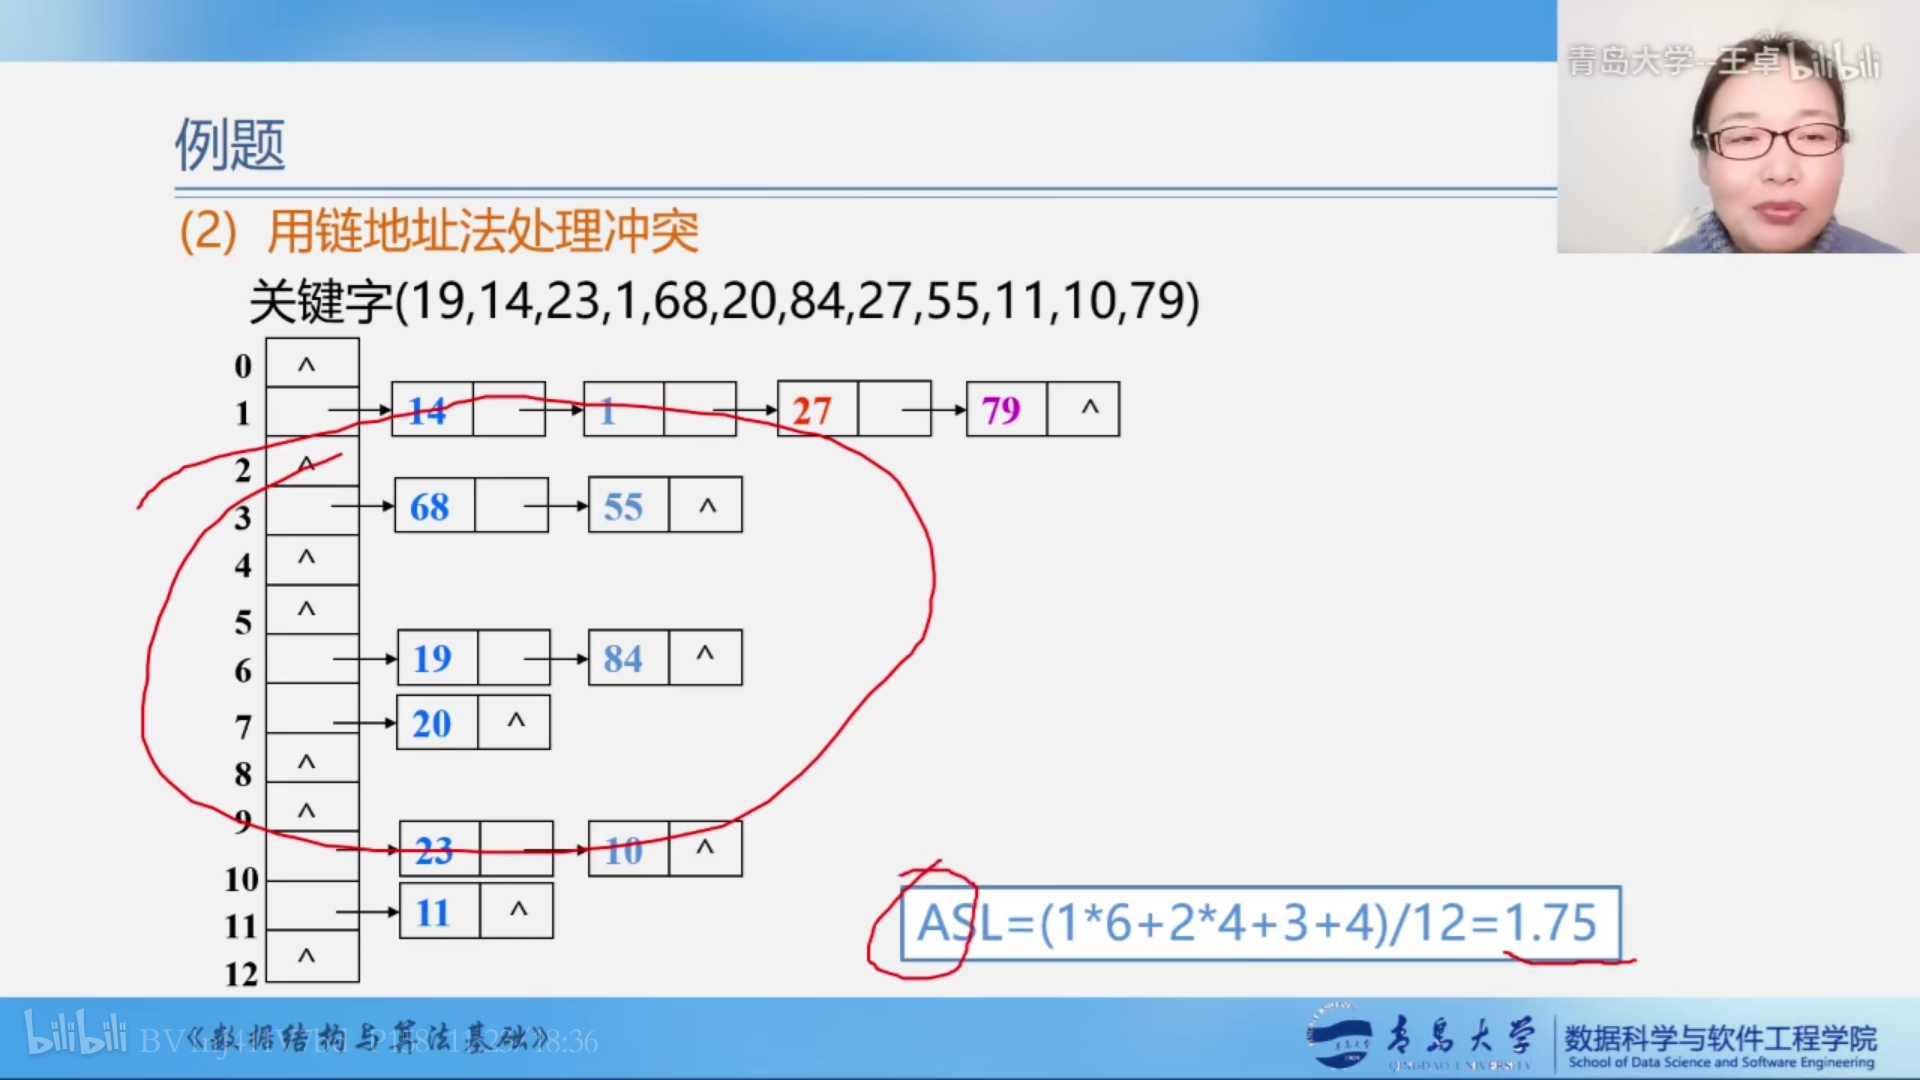 青岛大学--王卓 bilibili
例题
(2) 用链地址法处理冲突
关键字(19,14,23,1,68,20,84,27,55,11,10,79)
0 ^
1 14 1 27 79 ^
2 ^
3 68 55 ^
4 ^
5 ^
6 19 84 ^
7 20 ^
8 ^
9 ^
10 23 10 ^
11 11 ^
12 ^
ASL=(1*6+2*4+3+4)/12=1.75
bilibili
《数据结构与算法基础》
青岛大学
QINGDAO UNIVERSITY
数据科学与软件工程学院
School of Data Science and Software Engineering